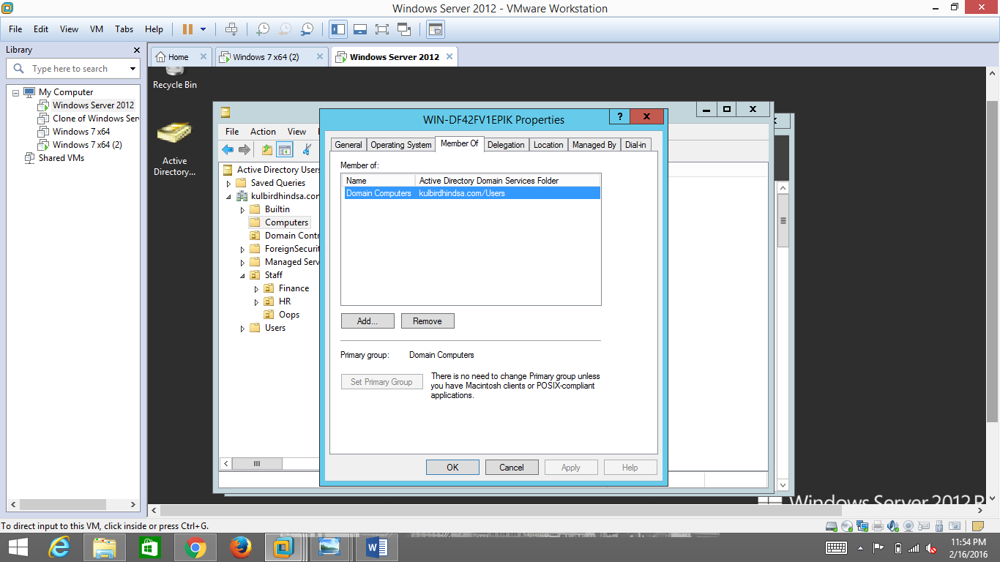 Windows Server 2012 - VMware Workstation
File Edit View VM Tabs Help
Library
Home
Windows 7 x64 (2)
Windows Server 2012
Type here to search
My Computer
Windows Server 2012
Clone of Windows Ser
Windows 7 x64
Windows 7 x64 (2)
Shared VMs
Recycle Bin
Active
Directory...
File Action View
Active Directory Users
Saved Queries
kulbirdhindsa.com
Builtin
Computers
Domain Contr
ForeignSecurit
Managed Serv
Staff
Finance
HR
Oops
Users
WIN-DF42FV1EPIK Properties
?
General Operating System Member Of Delegation Location Managed By Dial-in
Member of:
Name Active Directory Domain Services Folder
Domain Computers kulbirdhindsa.com/Users
Add... Remove
Primary group: Domain Computers
Set Primary Group
There is no need to change Primary group unless
you have Macintosh clients or POSIX-compliant
applications.
OK Cancel Apply Help
Windows Server 2012 R
To direct input to this VM, click inside or press Ctrl+G.
11:54 PM
2/16/2016